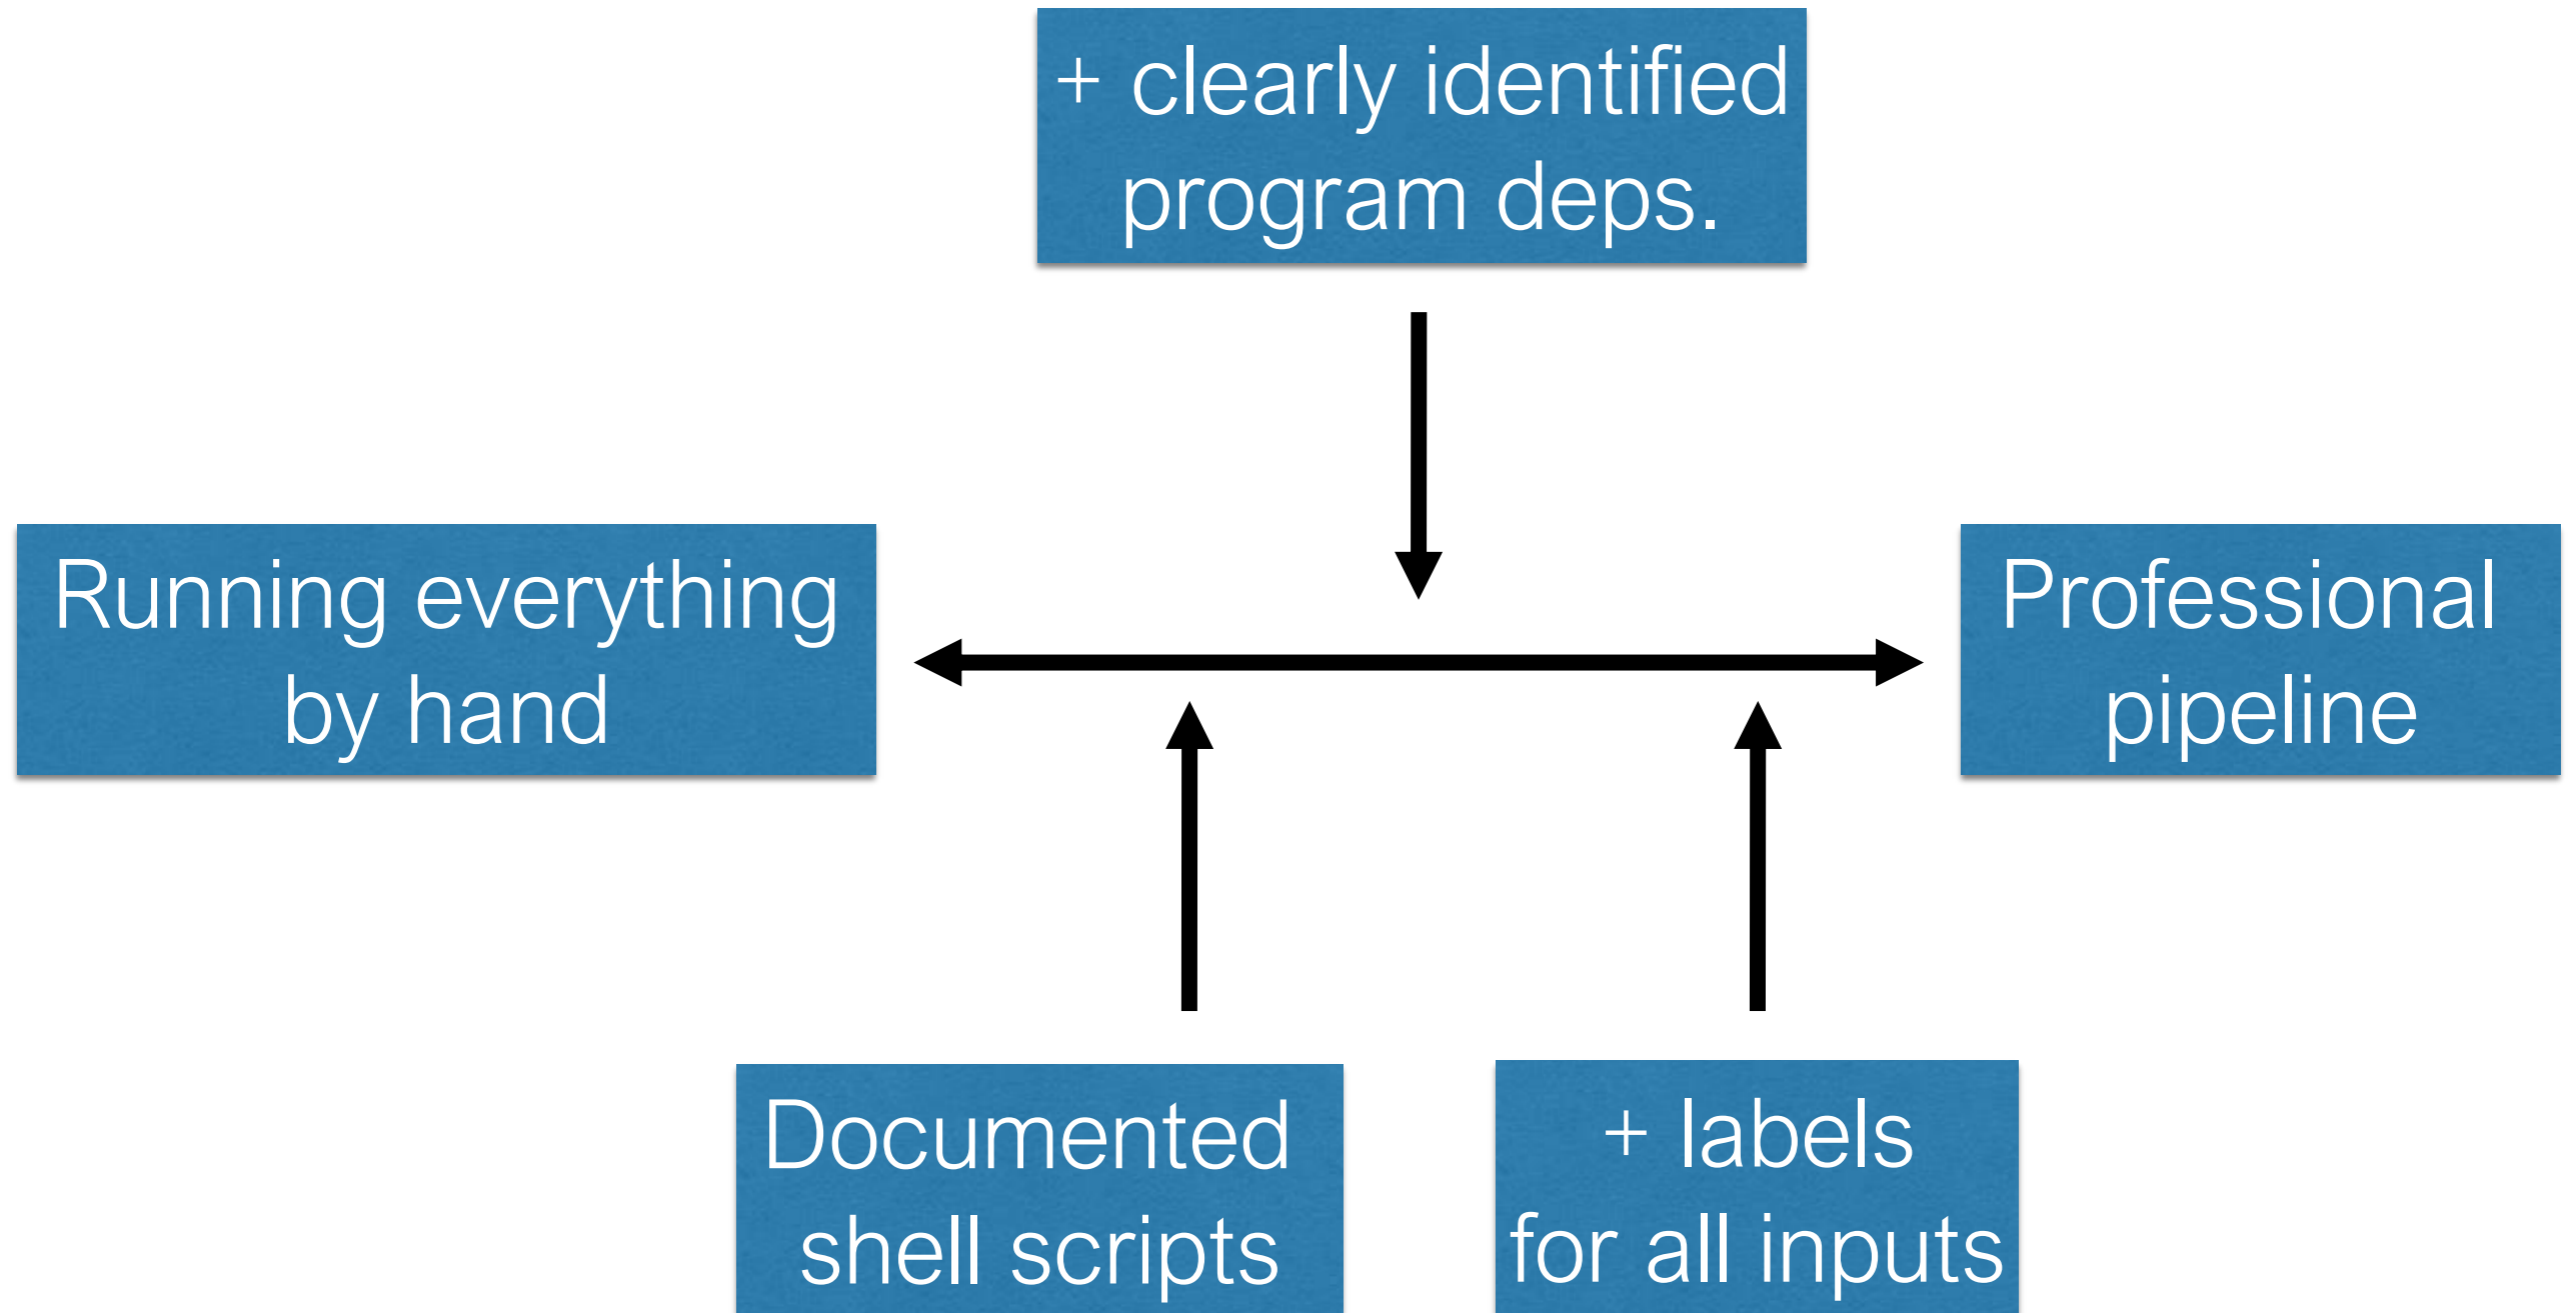 + clearly identified
program deps.
Running everything
by hand
Professional
pipeline
Documented
shell scripts
+ labels
for all inputs